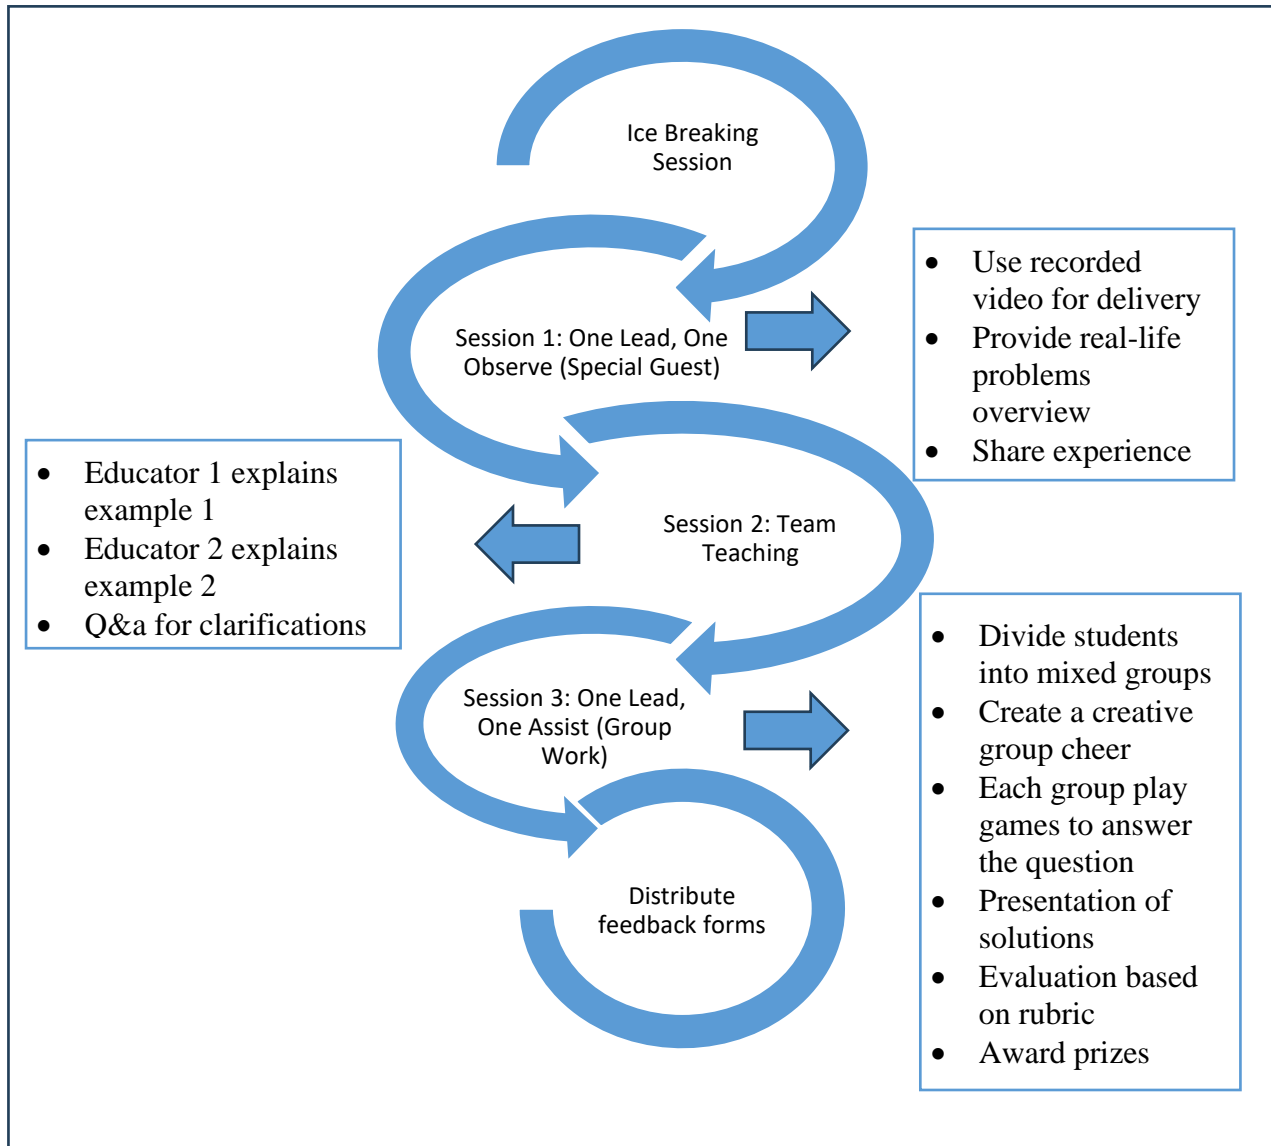 Ice Breaking
Session
Session 1: One Lead, One
Observe (Special Guest)
• Use recorded
video for delivery
• Provide real-life
problems
overview
• Share experience
Session 2: Team
Teaching
• Educator 1 explains
example 1
• Educator 2 explains
example 2
• Q&a for clarifications
Session 3: One Lead,
One Assist (Group
Work)
• Divide students
into mixed groups
• Create a creative
group cheer
• Each group play
games to answer
the question
• Presentation of
solutions
• Evaluation based
on rubric
• Award prizes
Distribute
feedback forms